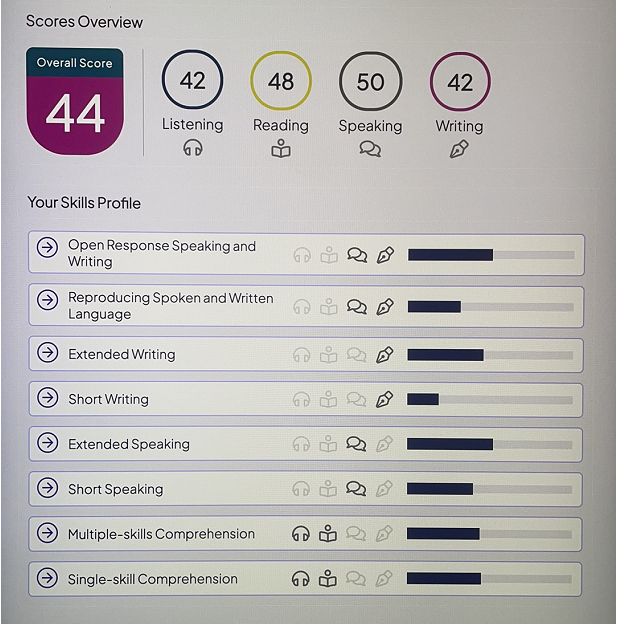 Scores Overview
Overall Score
44
42
48
50
42
Listening
Reading
Speaking
Writing
Your Skills Profile
Open Response Speaking and
Writing
Reproducing Spoken and Written
Language
Extended Writing
Short Writing
Extended Speaking
Short Speaking
Multiple-skills Comprehension
Single-skill Comprehension